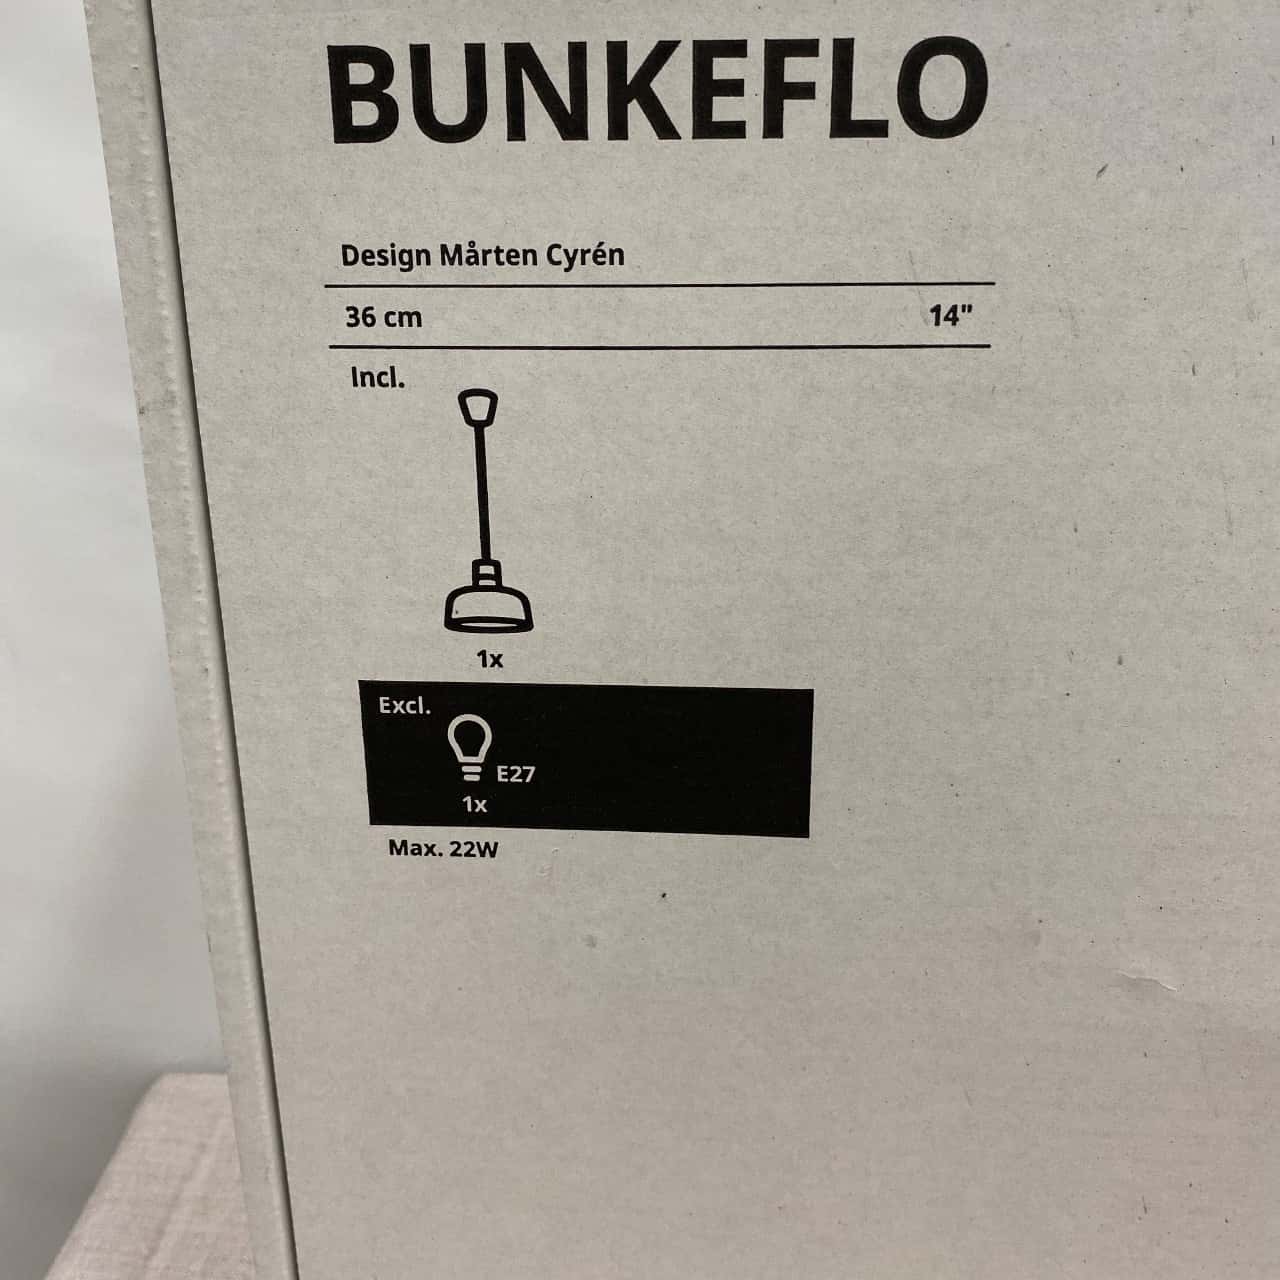 BUNKEFLO
Design Mårten Cyrén
36 cm 14"
Incl.
1x
Excl.
E27
1x
Max. 22W